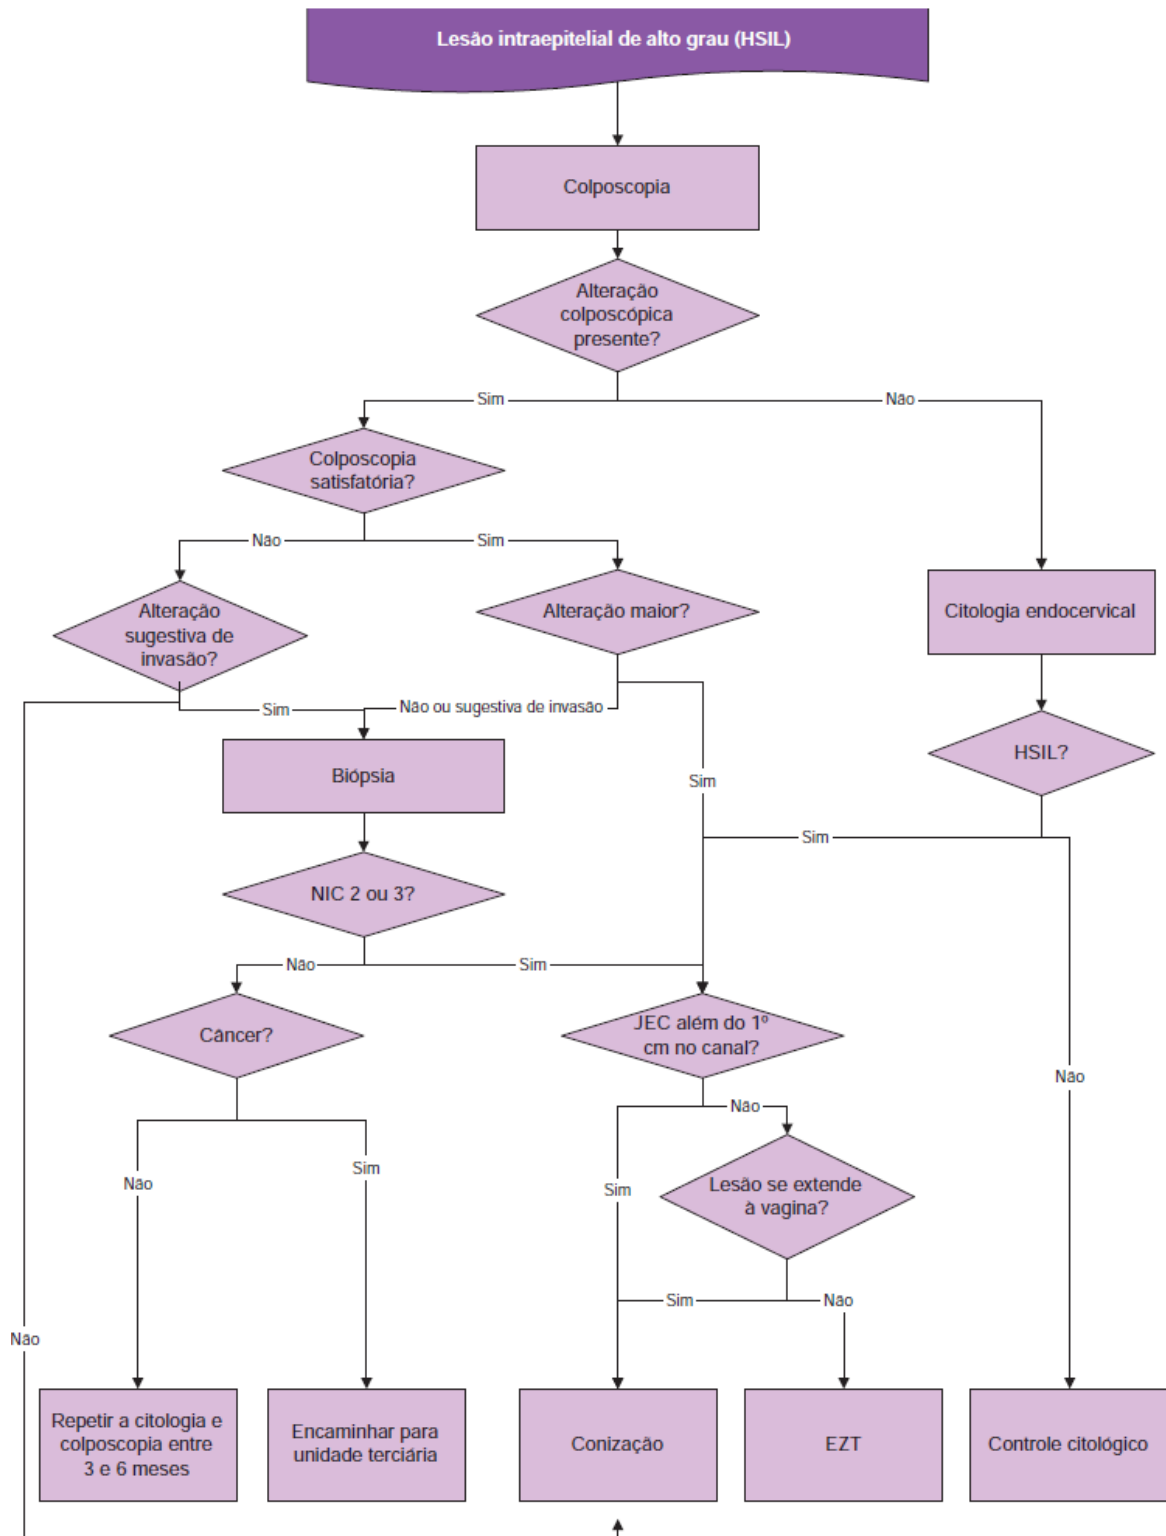 Lesão intraepitelial de alto grau (HSIL)
Colposcopia
Alteração
colposcópica
presente?
Sim
Não
Colposcopia
satisfatória?
Não
Sim
Alteração
sugestiva de
invasão?
Alteração maior?
Citologia endocervical
Sim
Não ou sugestiva de invasão
Biópsia
Sim
HSIL?
Sim
NIC 2 ou 3?
Não
Sim
Câncer?
JEC além do 1º
cm no canal?
Não
Não
Não
Sim
Sim
Lesão se extende
à vagina?
Sim
Não
Não
Repetir a citologia e
colposcopia entre
3 e 6 meses
Encaminhar para
unidade terciária
Conização
EZT
Controle citológico